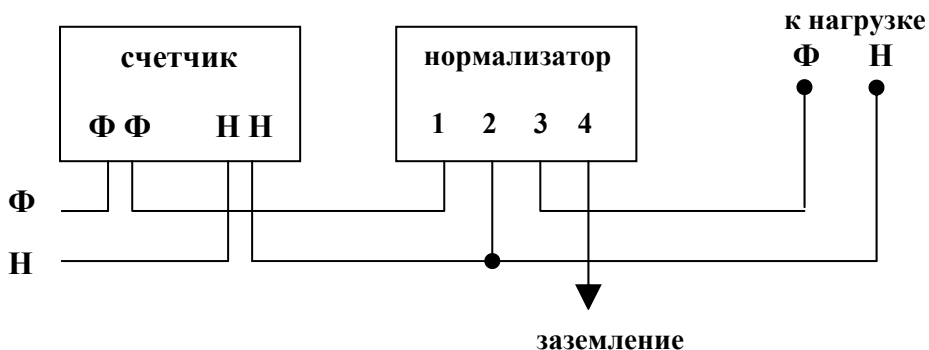 к нагрузке
Ф Н
счетчик
Ф Ф Н Н
нормализатор
1 2 3 4
Ф
Н
заземление